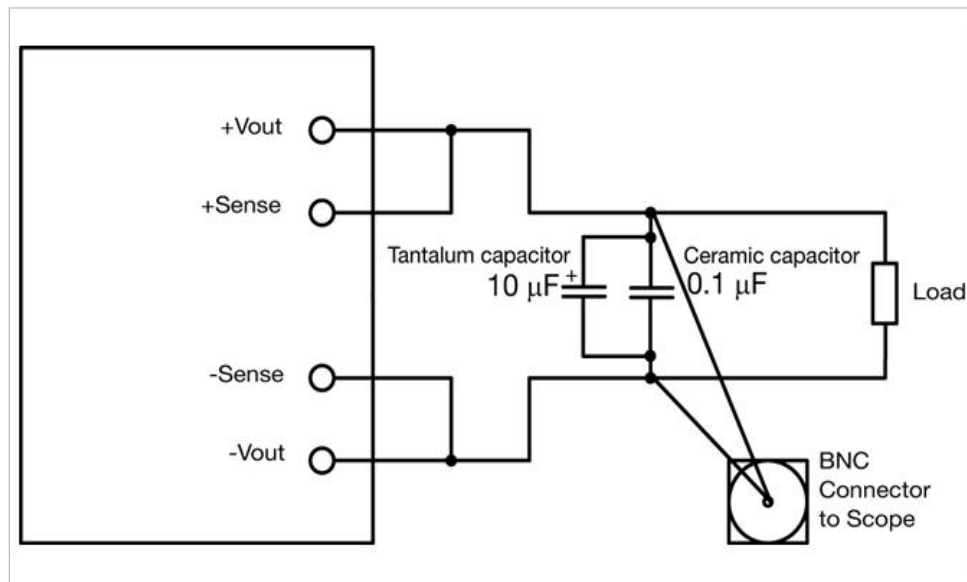 +Vout
+Sense
Tantalum capacitor
10 μF
+
Ceramic capacitor
0.1 μF
Load
-Sense
-Vout
BNC
Connector
to Scope